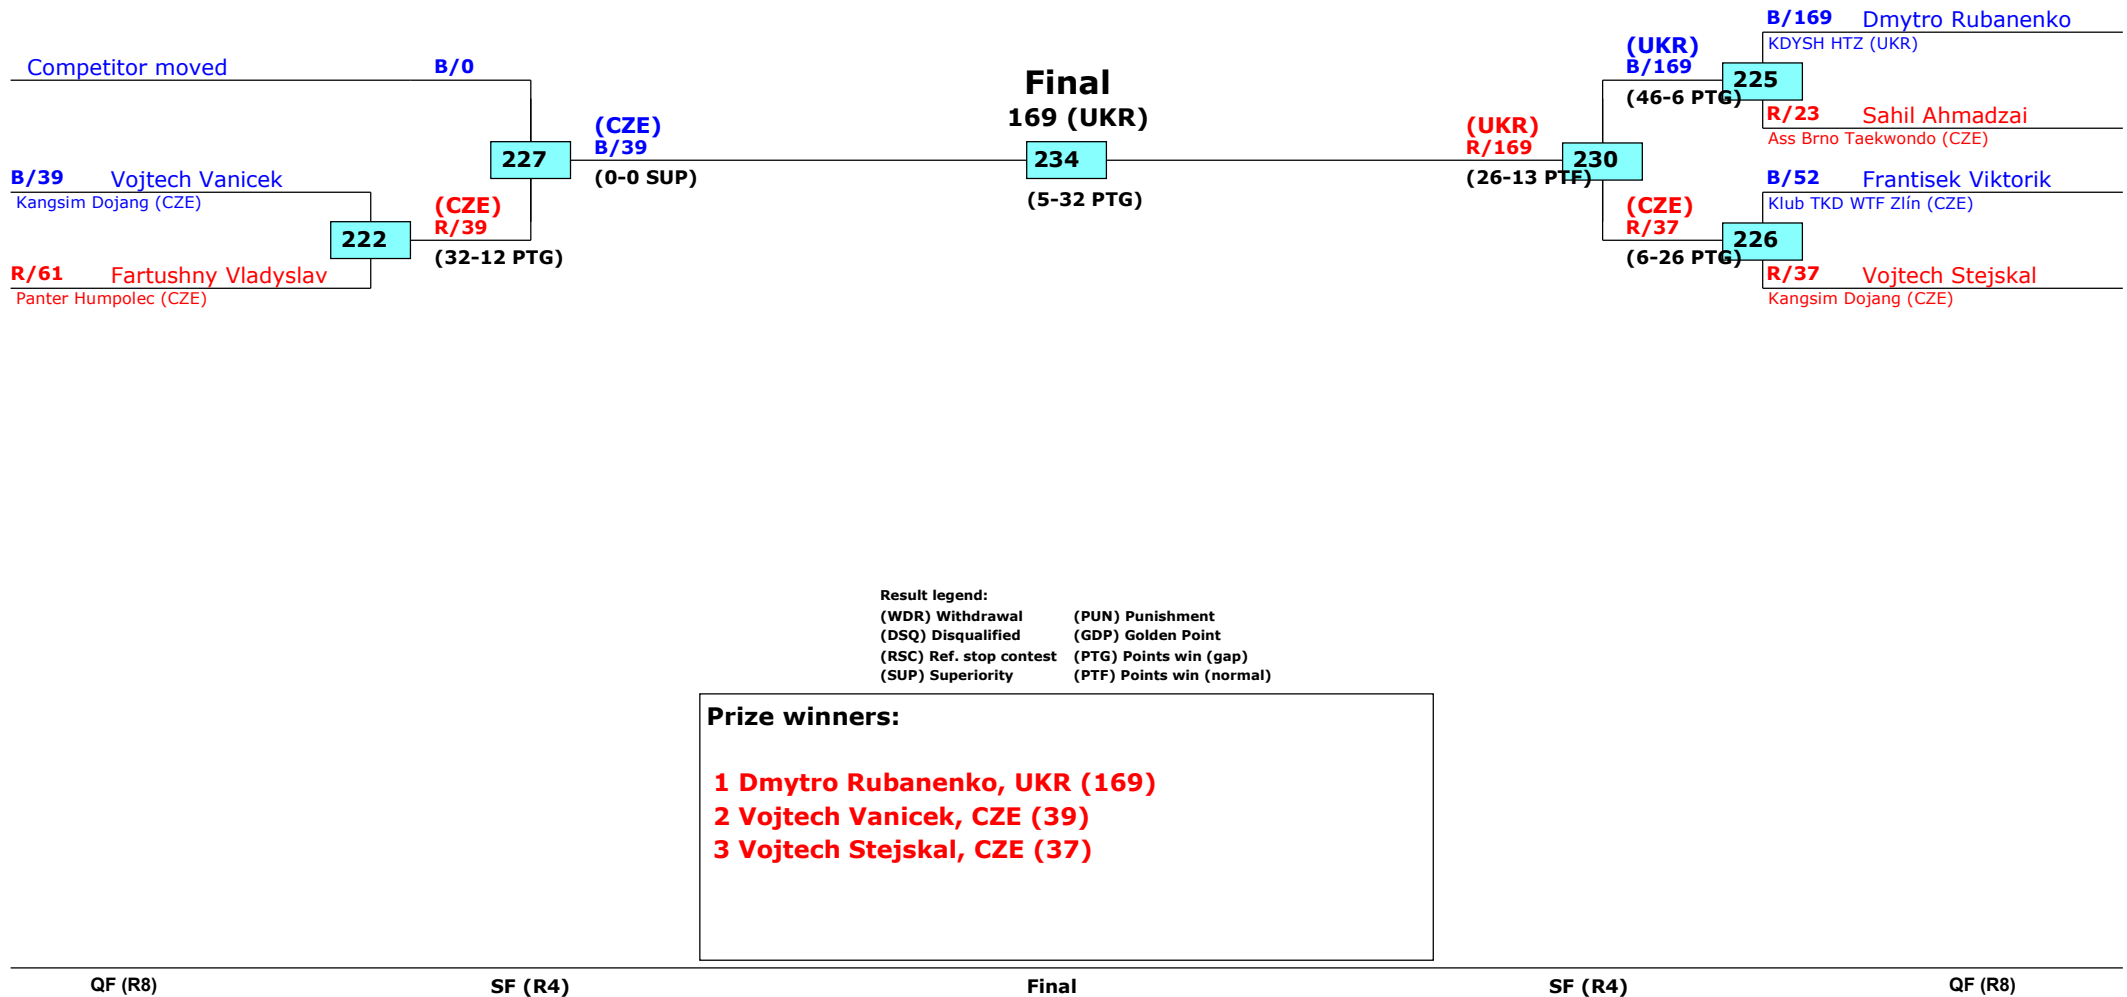 B/169 Dmytro Rubanenko
KDYSH HTZ (UKR)
(UKR)
B/169
(46-6 PTG)
225
R/23 Sahil Ahmadzai
Ass Brno Taekwondo (CZE)
Competitor moved B/0
Final
169 (UKR)
(CZE)
B/39
(0-0 SUP)
227
234
(5-32 PTG)
(UKR)
R/169
(26-13 PTF)
230
B/39 Vojtech Vanicek
Kangsim Dojang (CZE)
222
(CZE)
R/39
(32-12 PTG)
R/61 Fartushny Vladyslav
Panter Humpolec (CZE)
B/52 Frantisek Viktorik
Klub TKD WTF Zlín (CZE)
(CZE)
R/37
(6-26 PTG)
226
R/37 Vojtech Stejskal
Kangsim Dojang (CZE)
Result legend:
(WDR) Withdrawal (PUN) Punishment
(DSQ) Disqualified (GDP) Golden Point
(RSC) Ref. stop contest (PTG) Points win (gap)
(SUP) Superiority (PTF) Points win (normal)
Prize winners:
1 Dmytro Rubanenko, UKR (169)
2 Vojtech Vanicek, CZE (39)
3 Vojtech Stejskal, CZE (37)
QF (R8) SF (R4) Final SF (R4) QF (R8)